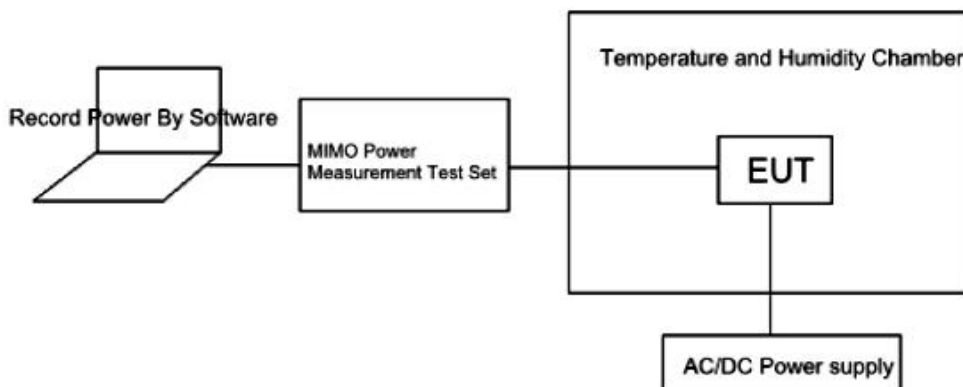 Temperature and Humidity Chamber
Record Power By Software
MIMO Power
Measurement Test Set
EUT
AC/DC Power supply